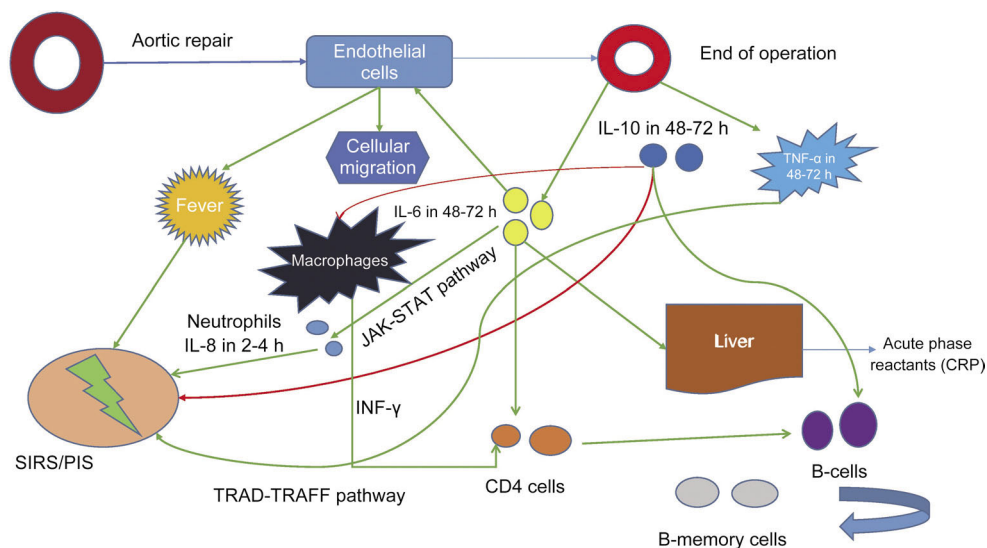 Aortic repair
Endothelial
cells
End of operation
Cellular
migration
IL-10 in 48-72 h
TNF-α in
48-72 h
Fever
IL-6 in 48-72 h
Macrophages
JAK-STAT pathway
Neutrophils
IL-8 in 2-4 h
Liver
Acute phase
reactants (CRP)
INF-γ
SIRS/PIS
TRAD-TRAFF pathway
CD4 cells
B-cells
B-memory cells